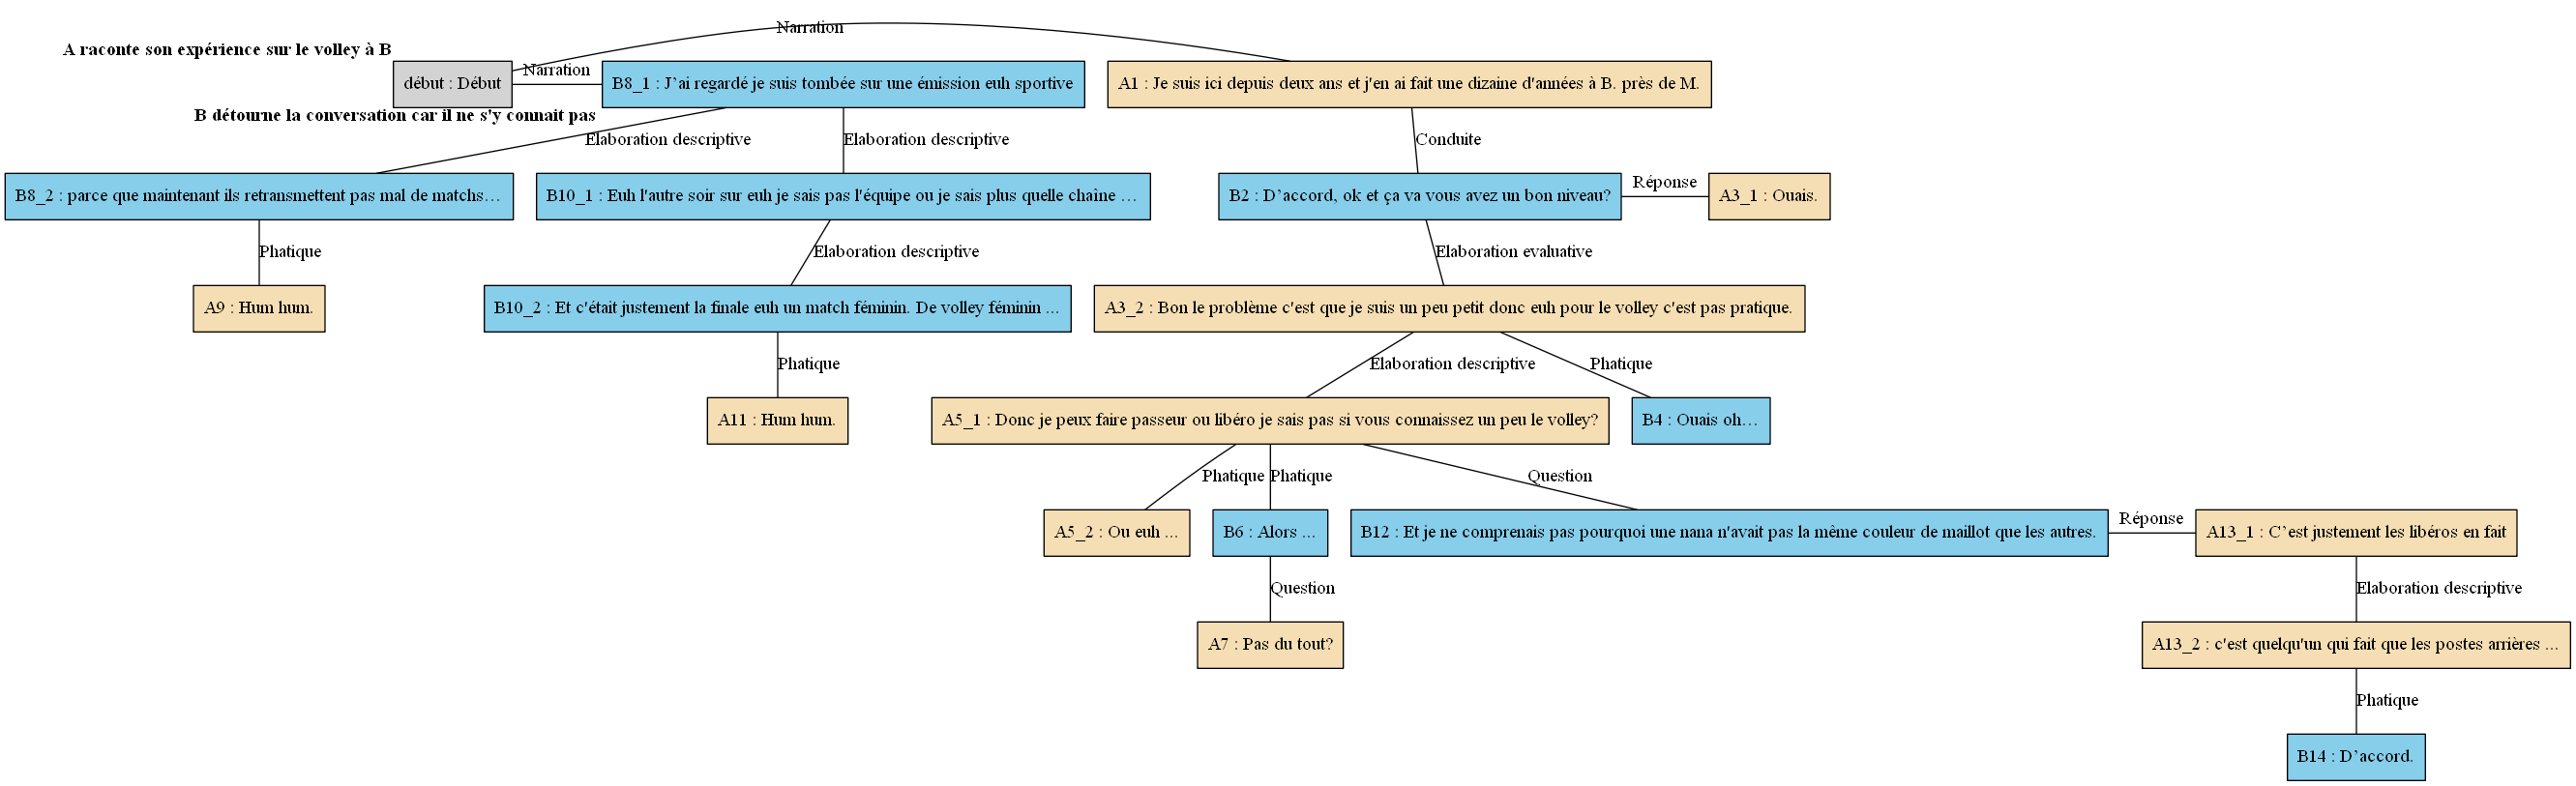 Narration
A raconte son expérience sur le volley à B
Narration
début : Début
B8_1 : J’ai regardé je suis tombée sur une émission euh sportive
A1 : Je suis ici depuis deux ans et j'en ai fait une dizaine d'années à B. près de M.
B détourne la conversation car il ne s'y connait pas
Elaboration descriptive
Elaboration descriptive
Conduite
B8_2 : parce que maintenant ils retransmettent pas mal de matchs…
B10_1 : Euh l'autre soir sur euh je sais pas l'équipe ou je sais plus quelle chaîne …
B2 : D’accord, ok et ça va vous avez un bon niveau?
Réponse
A3_1 : Ouais.
Phatique
Elaboration descriptive
Elaboration evaluative
A9 : Hum hum.
B10_2 : Et c'était justement la finale euh un match féminin. De volley féminin ...
A3_2 : Bon le problème c'est que je suis un peu petit donc euh pour le volley c'est pas pratique.
Phatique
Elaboration descriptive
Phatique
A11 : Hum hum.
A5_1 : Donc je peux faire passeur ou libéro je sais pas si vous connaissez un peu le volley?
B4 : Ouais oh…
Phatique
Phatique
Question
A5_2 : Ou euh ...
B6 : Alors ...
B12 : Et je ne comprenais pas pourquoi une nana n'avait pas la même couleur de maillot que les autres.
Réponse
A13_1 : C’est justement les libéros en fait
Question
Elaboration descriptive
A7 : Pas du tout?
A13_2 : c'est quelqu'un qui fait que les postes arrières ...
Phatique
B14 : D’accord.